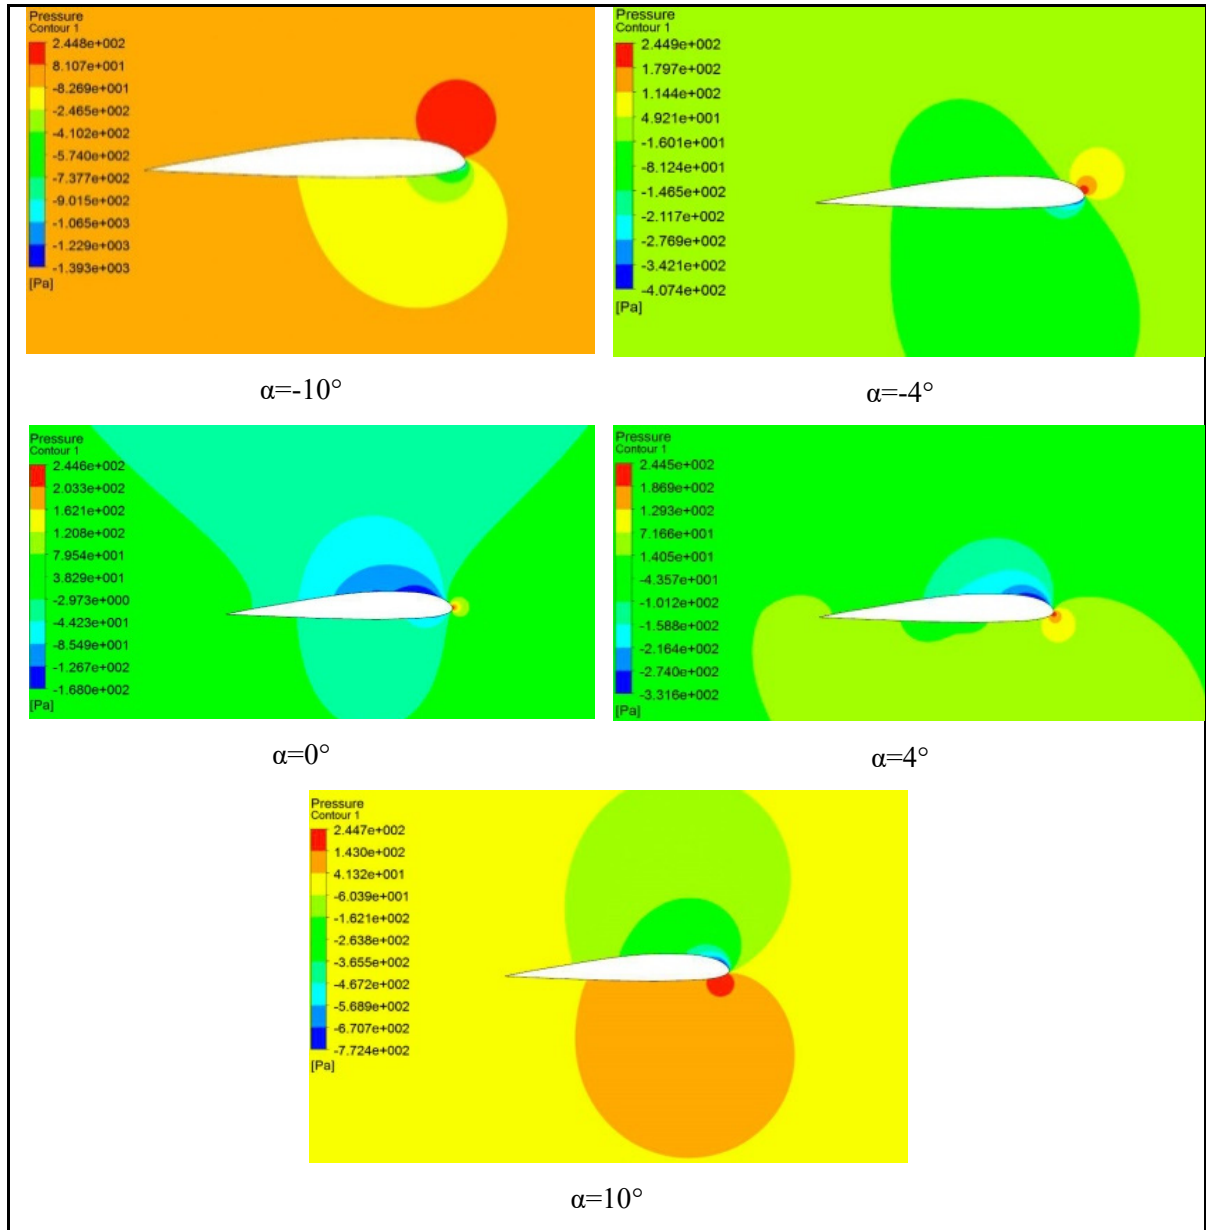 Pressure
Contour 1
2.448e+002
8.107e+001
-8.269e+001
-2.465e+002
-4.102e+002
-5.740e+002
-7.377e+002
-9.015e+002
-1.065e+003
-1.229e+003
-1.393e+003
[Pa]
α=-10°
Pressure
Contour 1
2.449e+002
1.797e+002
1.144e+002
4.921e+001
-1.601e+001
-8.124e+001
-1.465e+002
-2.117e+002
-2.769e+002
-3.421e+002
-4.074e+002
[Pa]
α=-4°
Pressure
Contour 1
2.446e+002
2.033e+002
1.621e+002
1.208e+002
7.954e+001
3.829e+001
-2.973e+000
-4.423e+001
-8.549e+001
-1.267e+002
-1.680e+002
[Pa]
α=0°
Pressure
Contour 1
2.445e+002
1.869e+002
1.293e+002
7.166e+001
1.405e+001
-4.357e+001
-1.012e+002
-1.588e+002
-2.164e+002
-2.740e+002
-3.316e+002
[Pa]
α=4°
Pressure
Contour 1
2.447e+002
1.430e+002
4.132e+001
-6.039e+001
-1.621e+002
-2.638e+002
-3.655e+002
-4.672e+002
-5.689e+002
-6.707e+002
-7.724e+002
[Pa]
α=10°